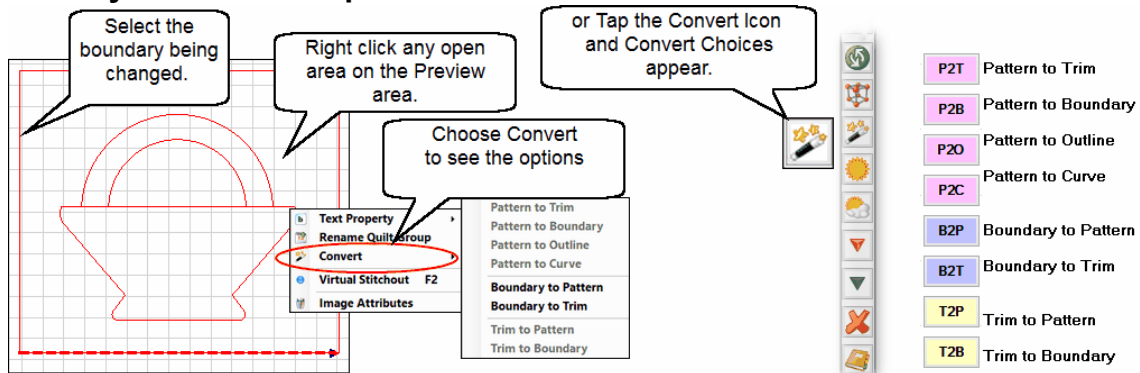 Select the
boundary being
changed.
Right click any open
area on the Preview
area.
or Tap the Convert Icon
and Convert Choices
appear.
Choose Convert
to see the options
Text Property
Rename Quilt Group
Convert
Virtual Stitchout F2
Image Attributes
Pattern to Trim
Pattern to Boundary
Pattern to Outline
Pattern to Curve
Boundary to Pattern
Boundary to Trim
Trim to Pattern
Trim to Boundary
P2T Pattern to Trim
P2B Pattern to Boundary
P2O Pattern to Outline
P2C Pattern to Curve
B2P Boundary to Pattern
B2T Boundary to Trim
T2P Trim to Pattern
T2B Trim to Boundary